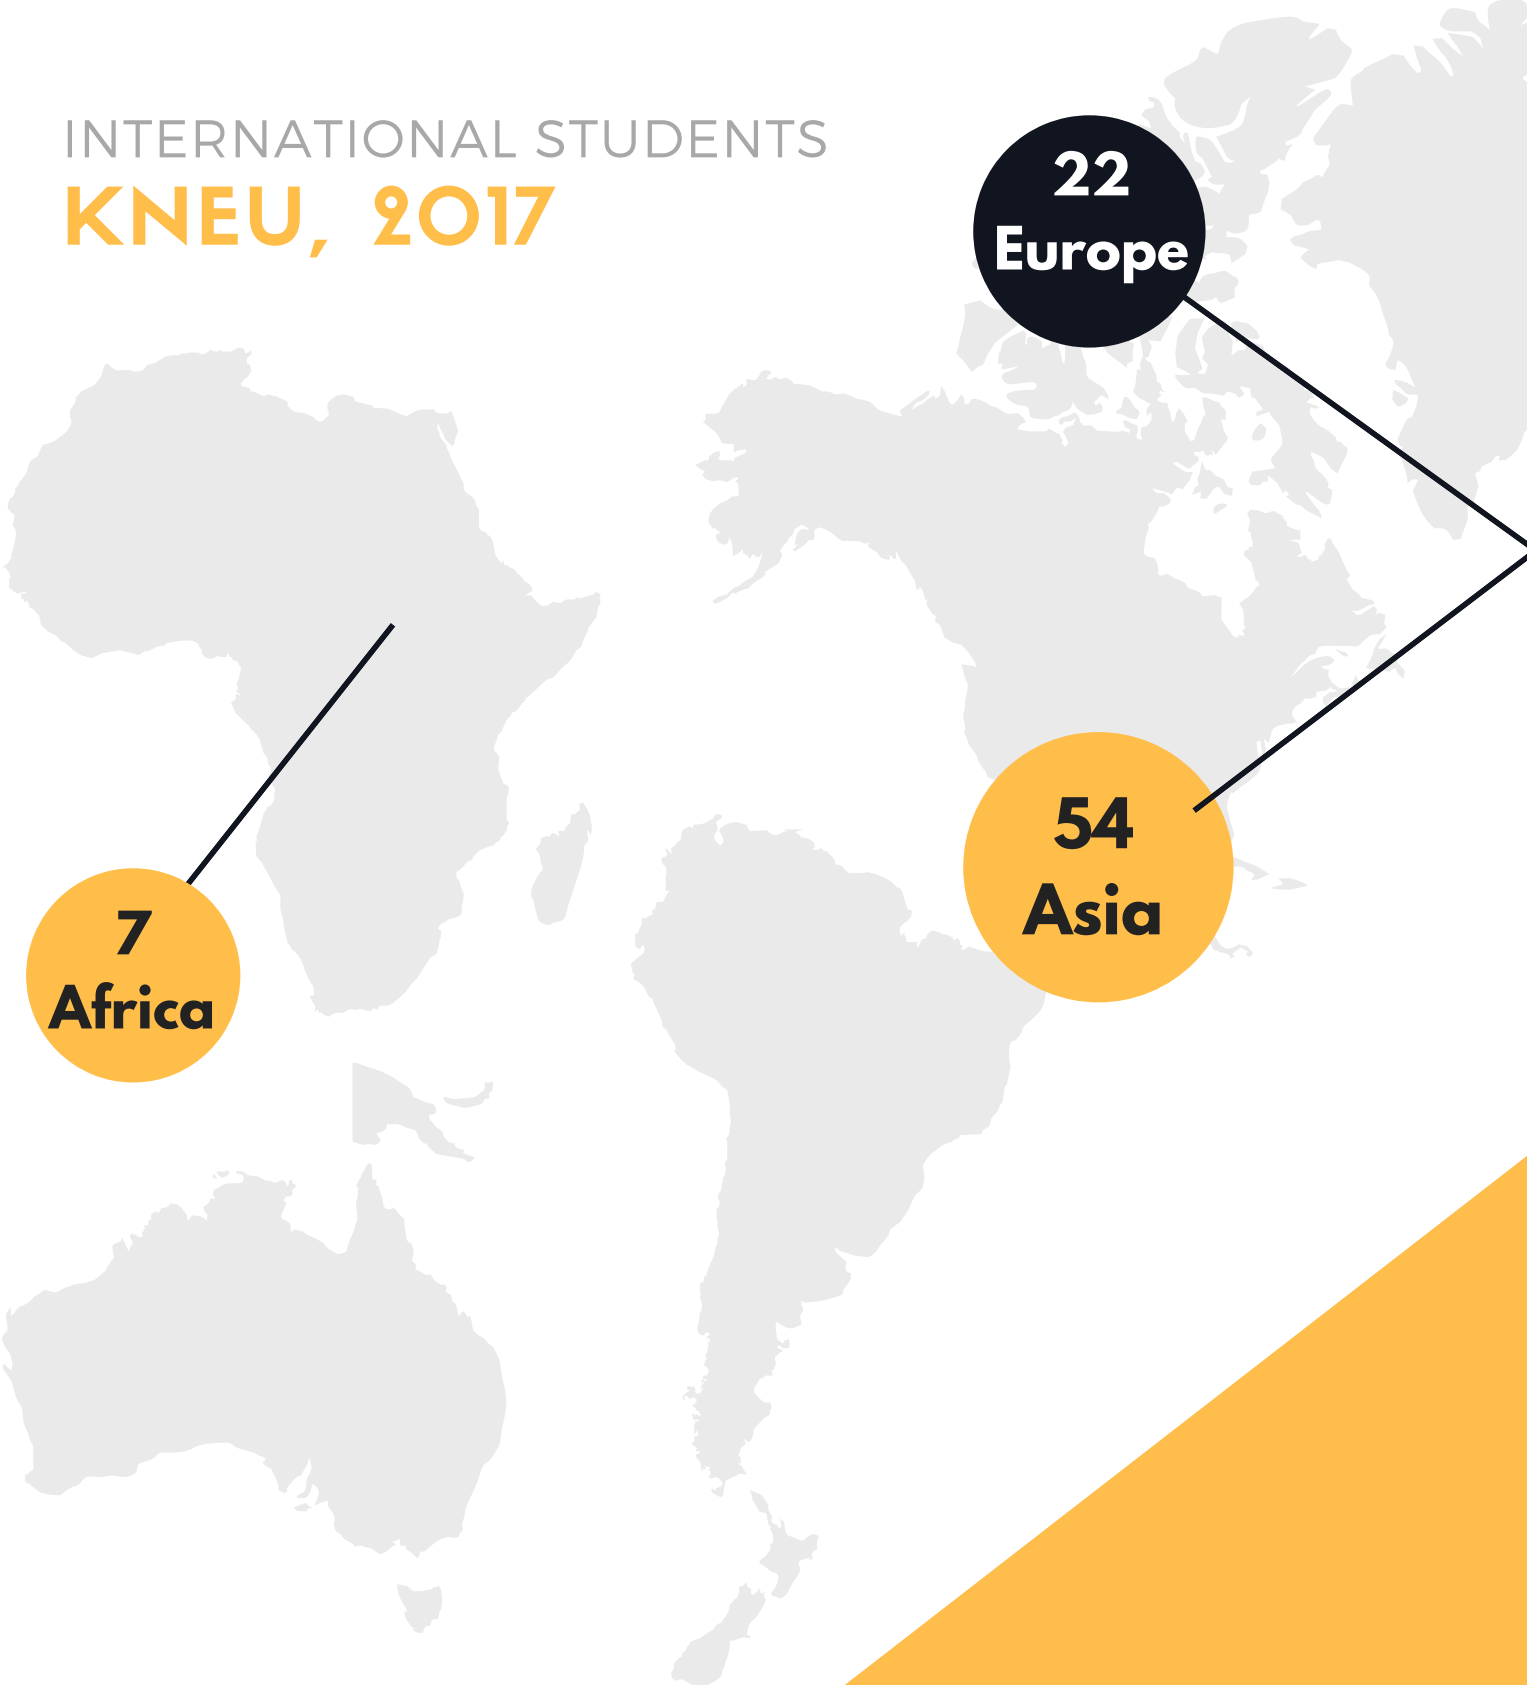 INTERNATIONAL STUDENTS
KNEU, 2017
22
Europe
54
Asia
7
Africa